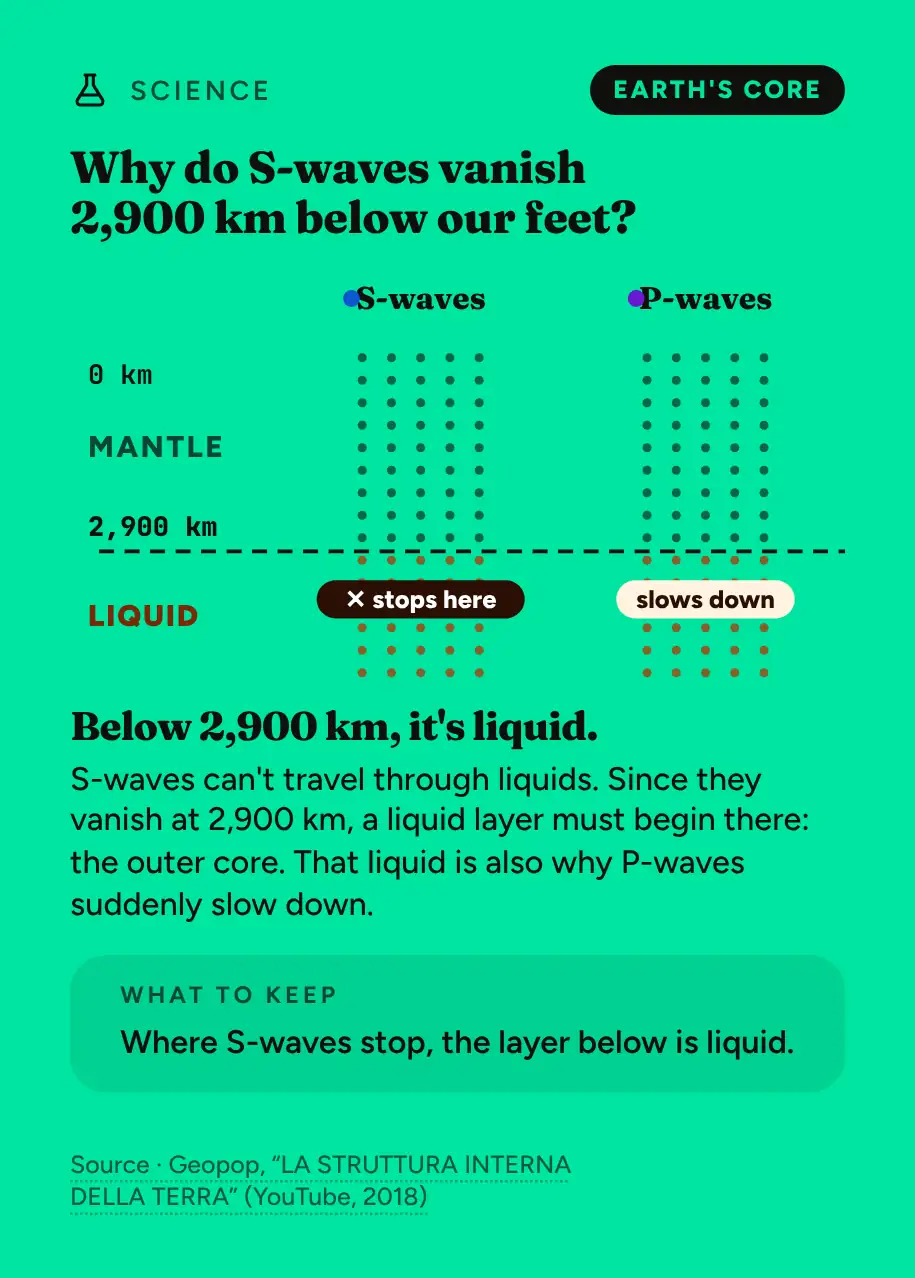 SCIENCE
EARTH'S CORE
Why do S-waves vanish
2,900 km below our feet?
S-waves
P-waves
0 km
MANTLE
2,900 km
LIQUID
✕ stops here
slows down
Below 2,900 km, it's liquid.
S-waves can't travel through liquids. Since they
vanish at 2,900 km, a liquid layer must begin there:
the outer core. That liquid is also why P-waves
suddenly slow down.
WHAT TO KEEP
Where S-waves stop, the layer below is liquid.
Source · Geopop, “LA STRUTTURA INTERNA
DELLA TERRA” (YouTube, 2018)